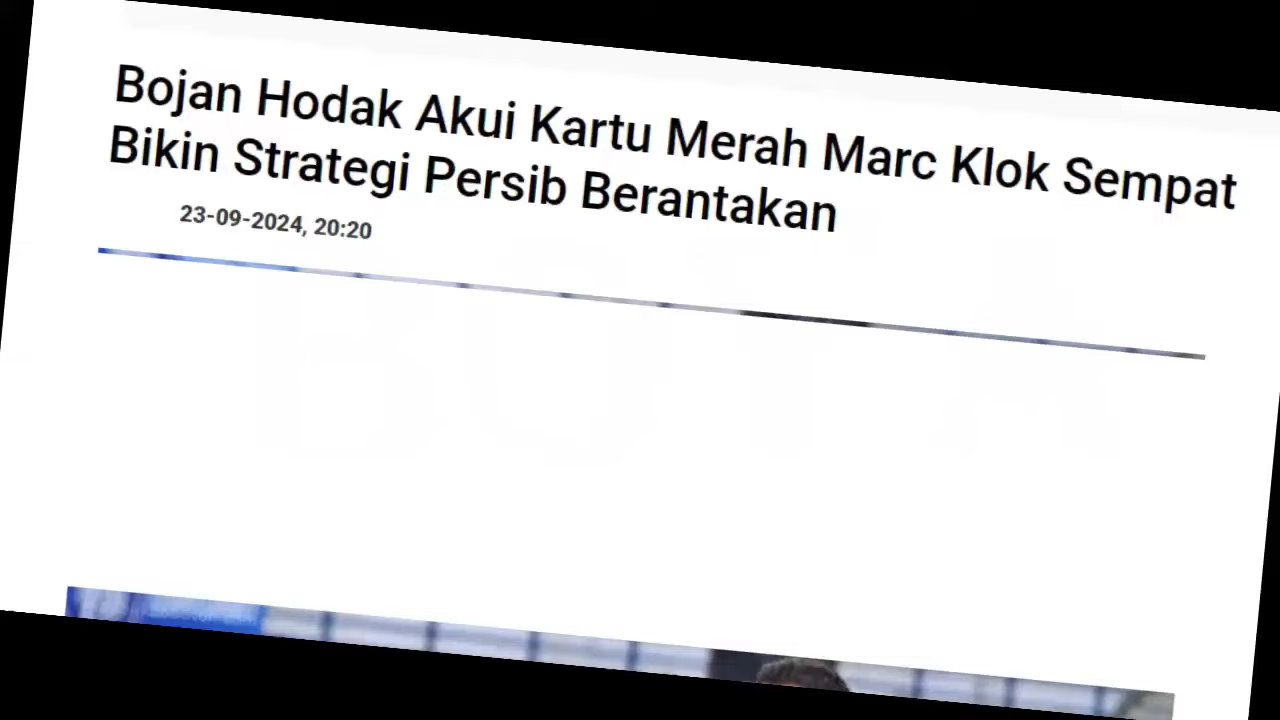 Bojan Hodak Akui Kartu Merah Marc Klok Sempat
Bikin Strategi Persib Berantakan
23-09-2024, 20:20